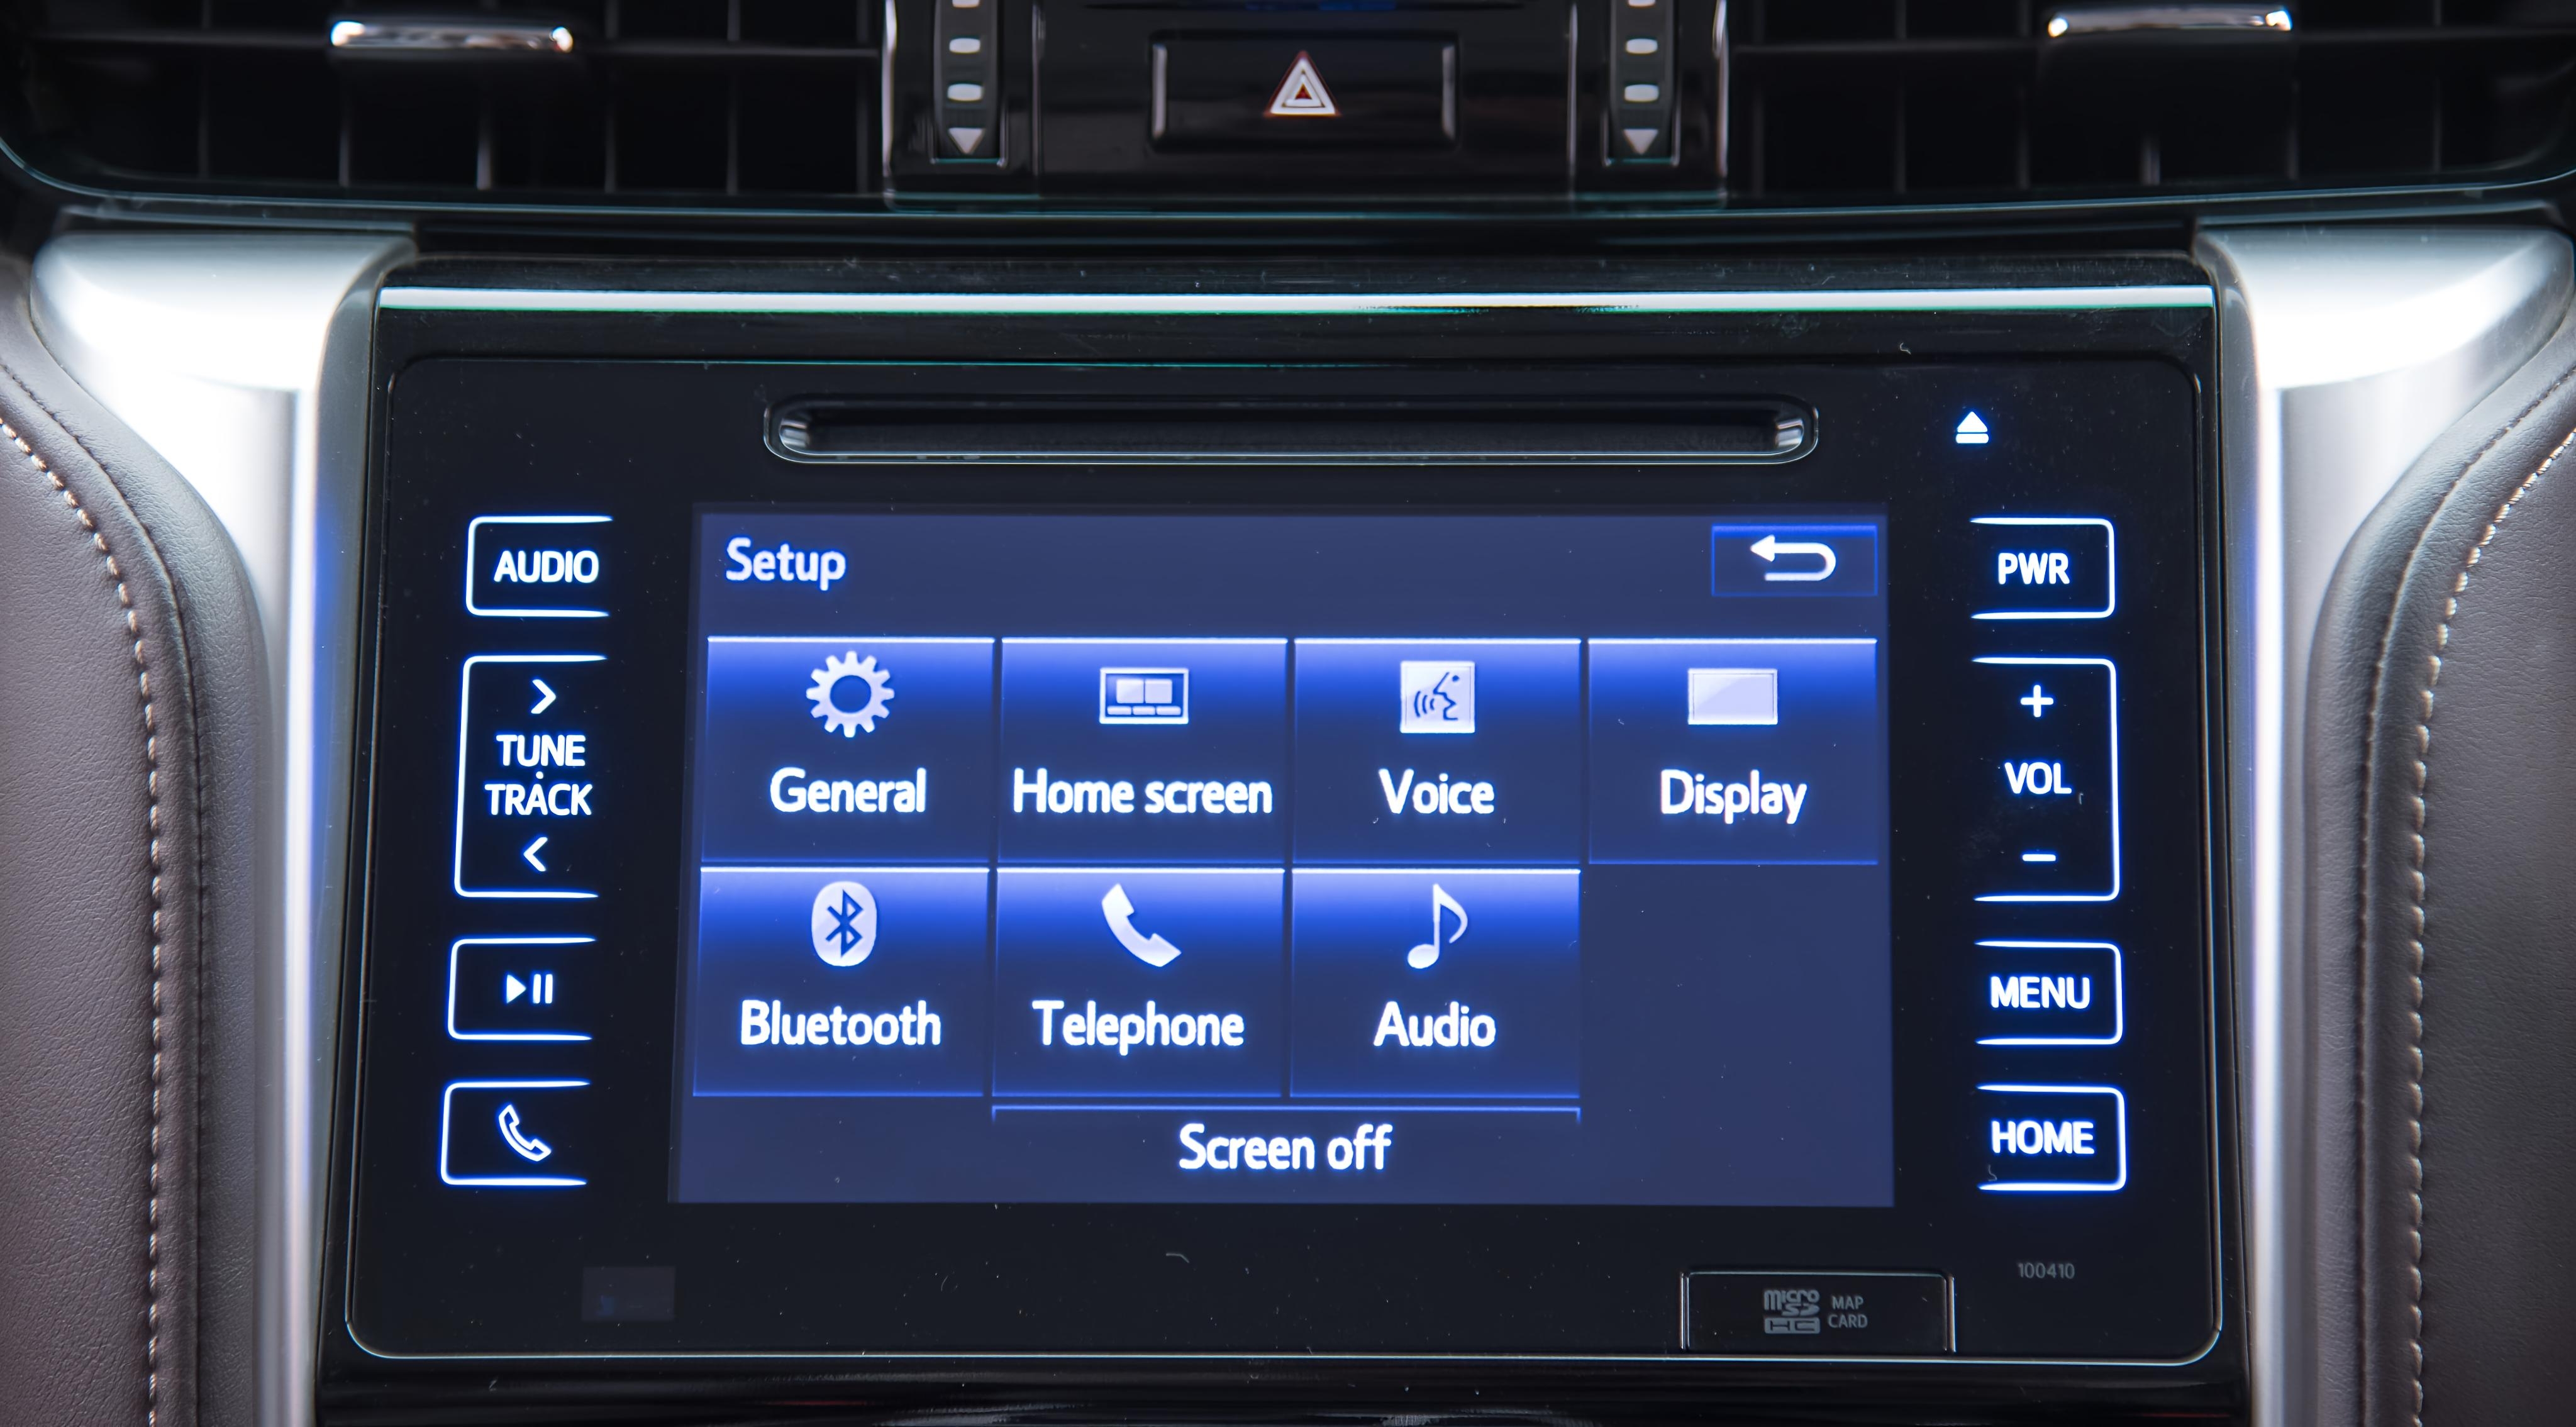 AUDIO
TUNE
TRACK
Setup
General
Home screen
Voice
Display
Bluetooth
Telephone
Audio
Screen off
PWR
+
VOL
-
MENU
HOME
100410
micro
SD
HC
MAP
CARD